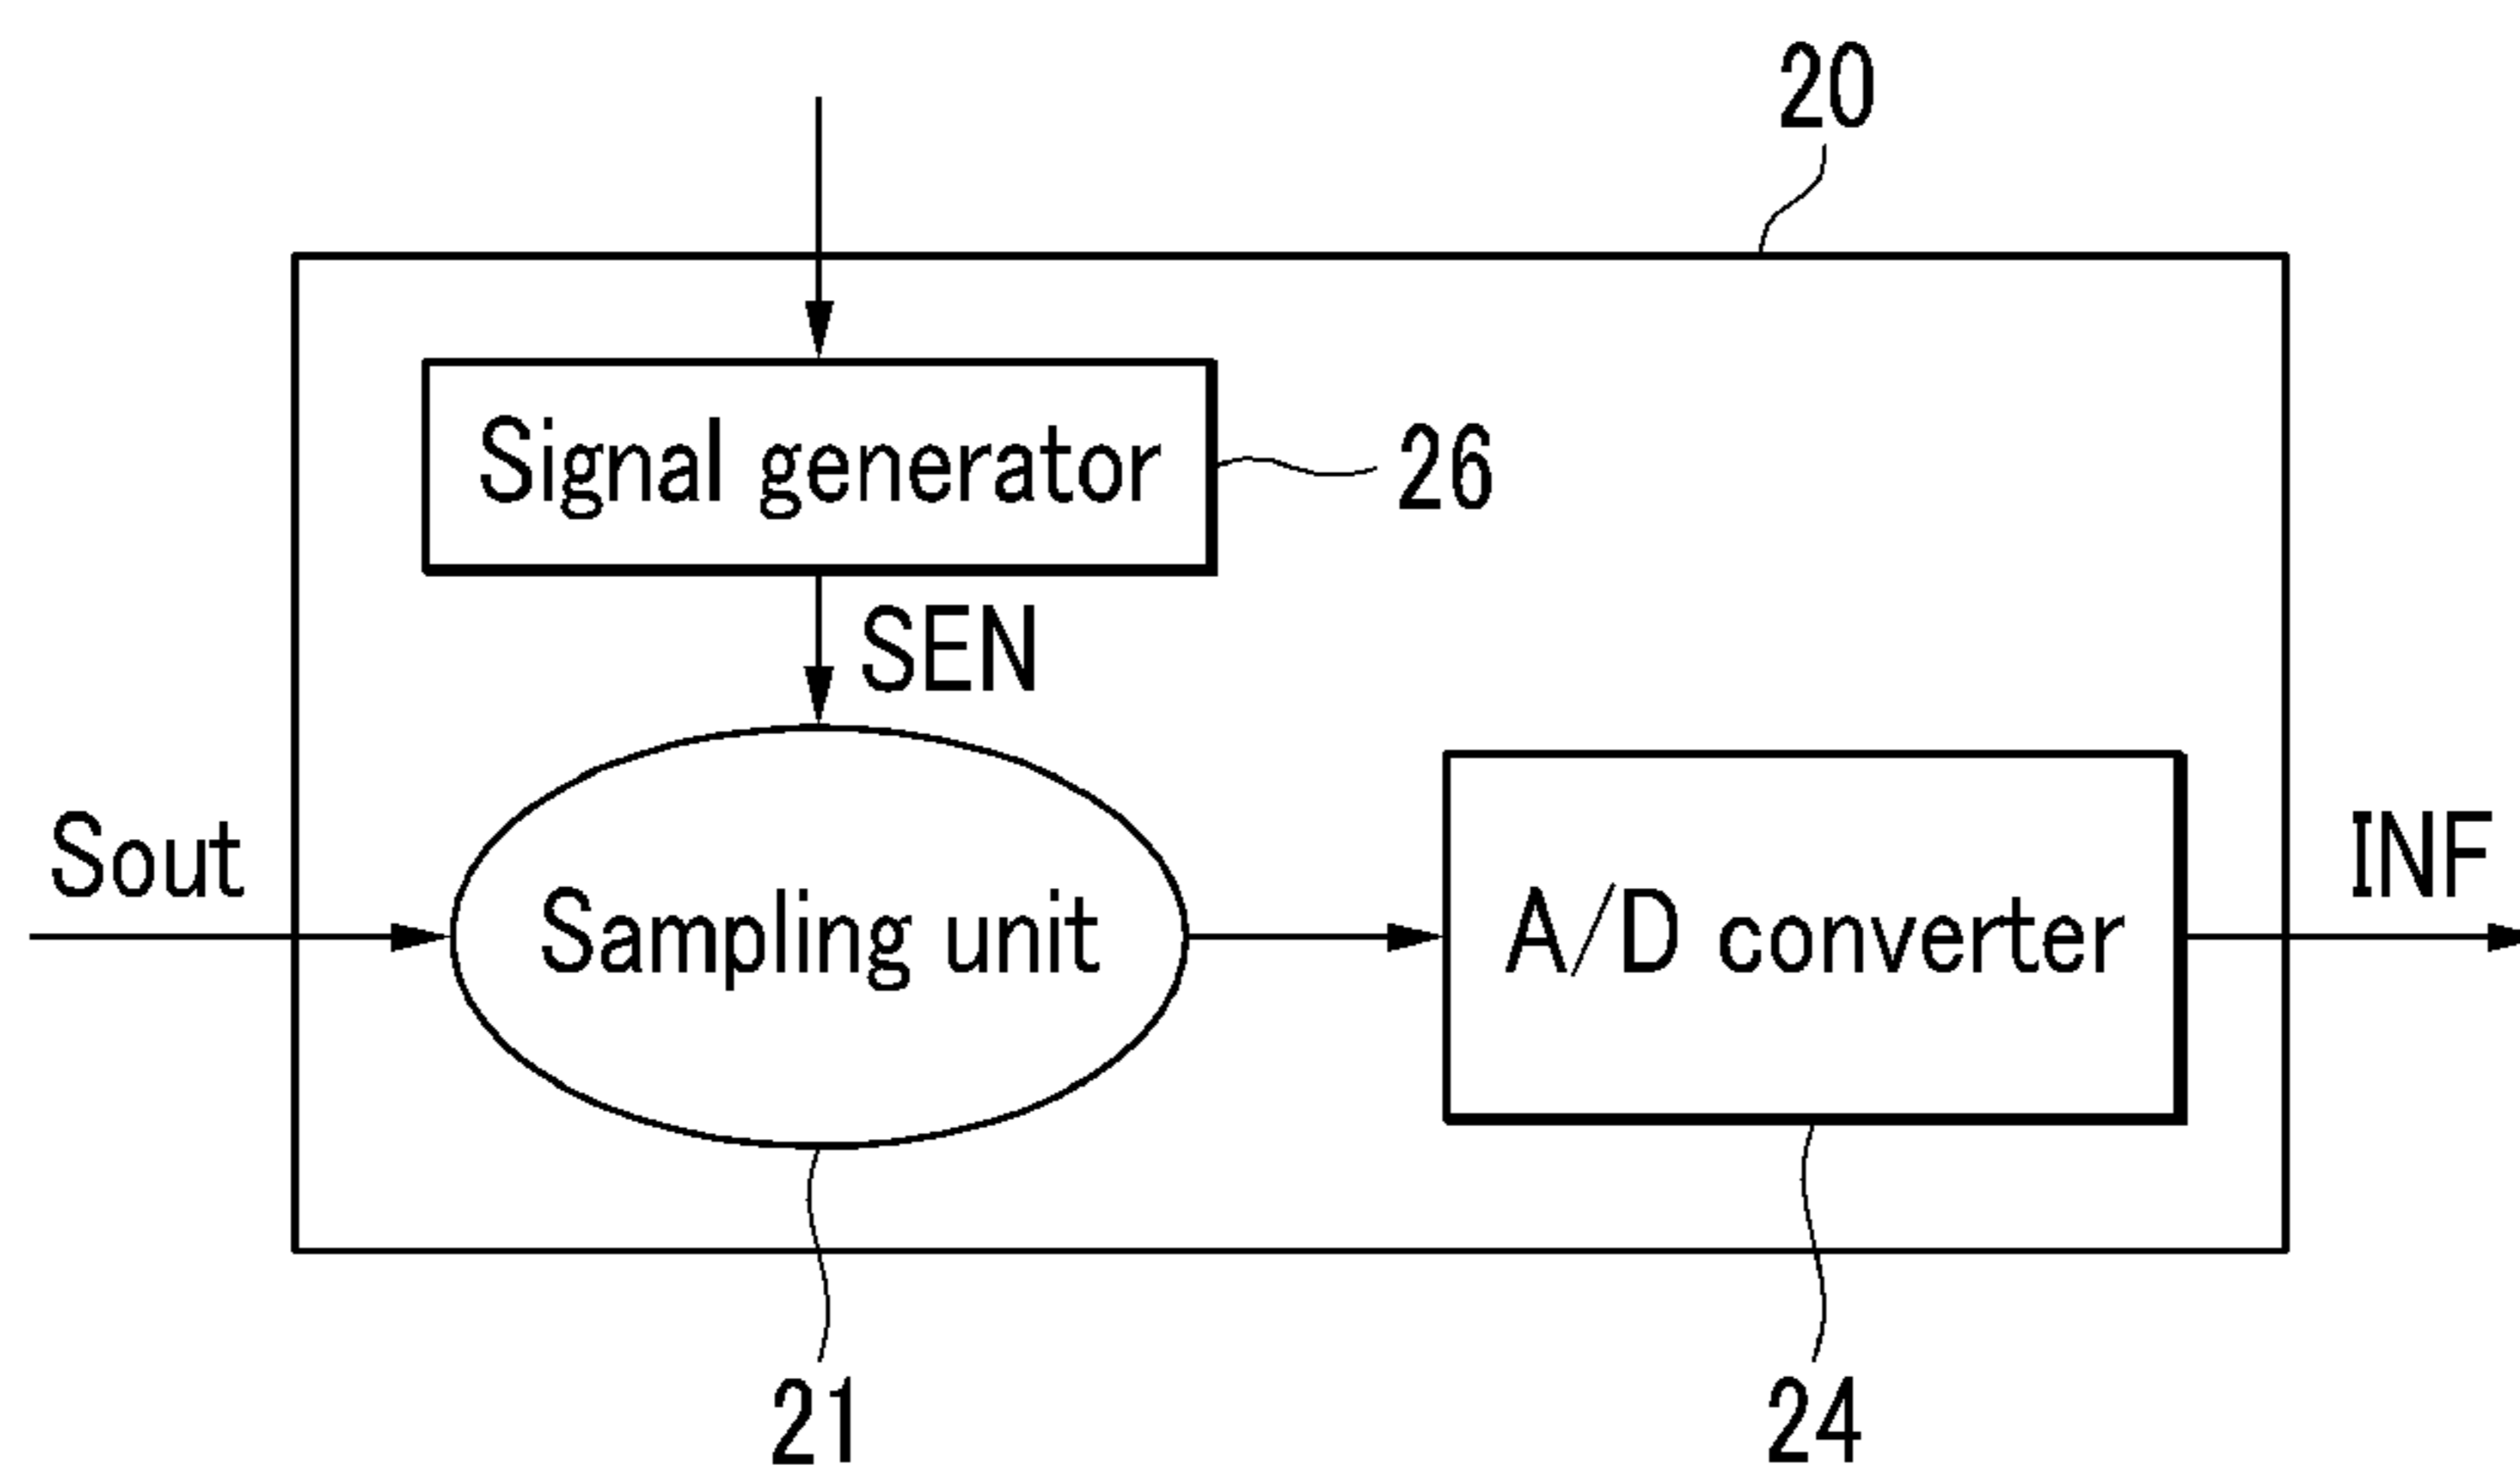 20
Signal generator
26
SEN
Sout
Sampling unit
A/D converter
INF
21
24